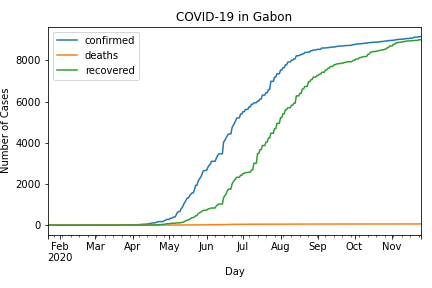 COVID-19 in Gabon
confirmed
deaths
recovered
8000
6000
4000
2000
0
Number of Cases
Feb Mar Apr May Jun Jul Aug Sep Oct Nov
2020
Day